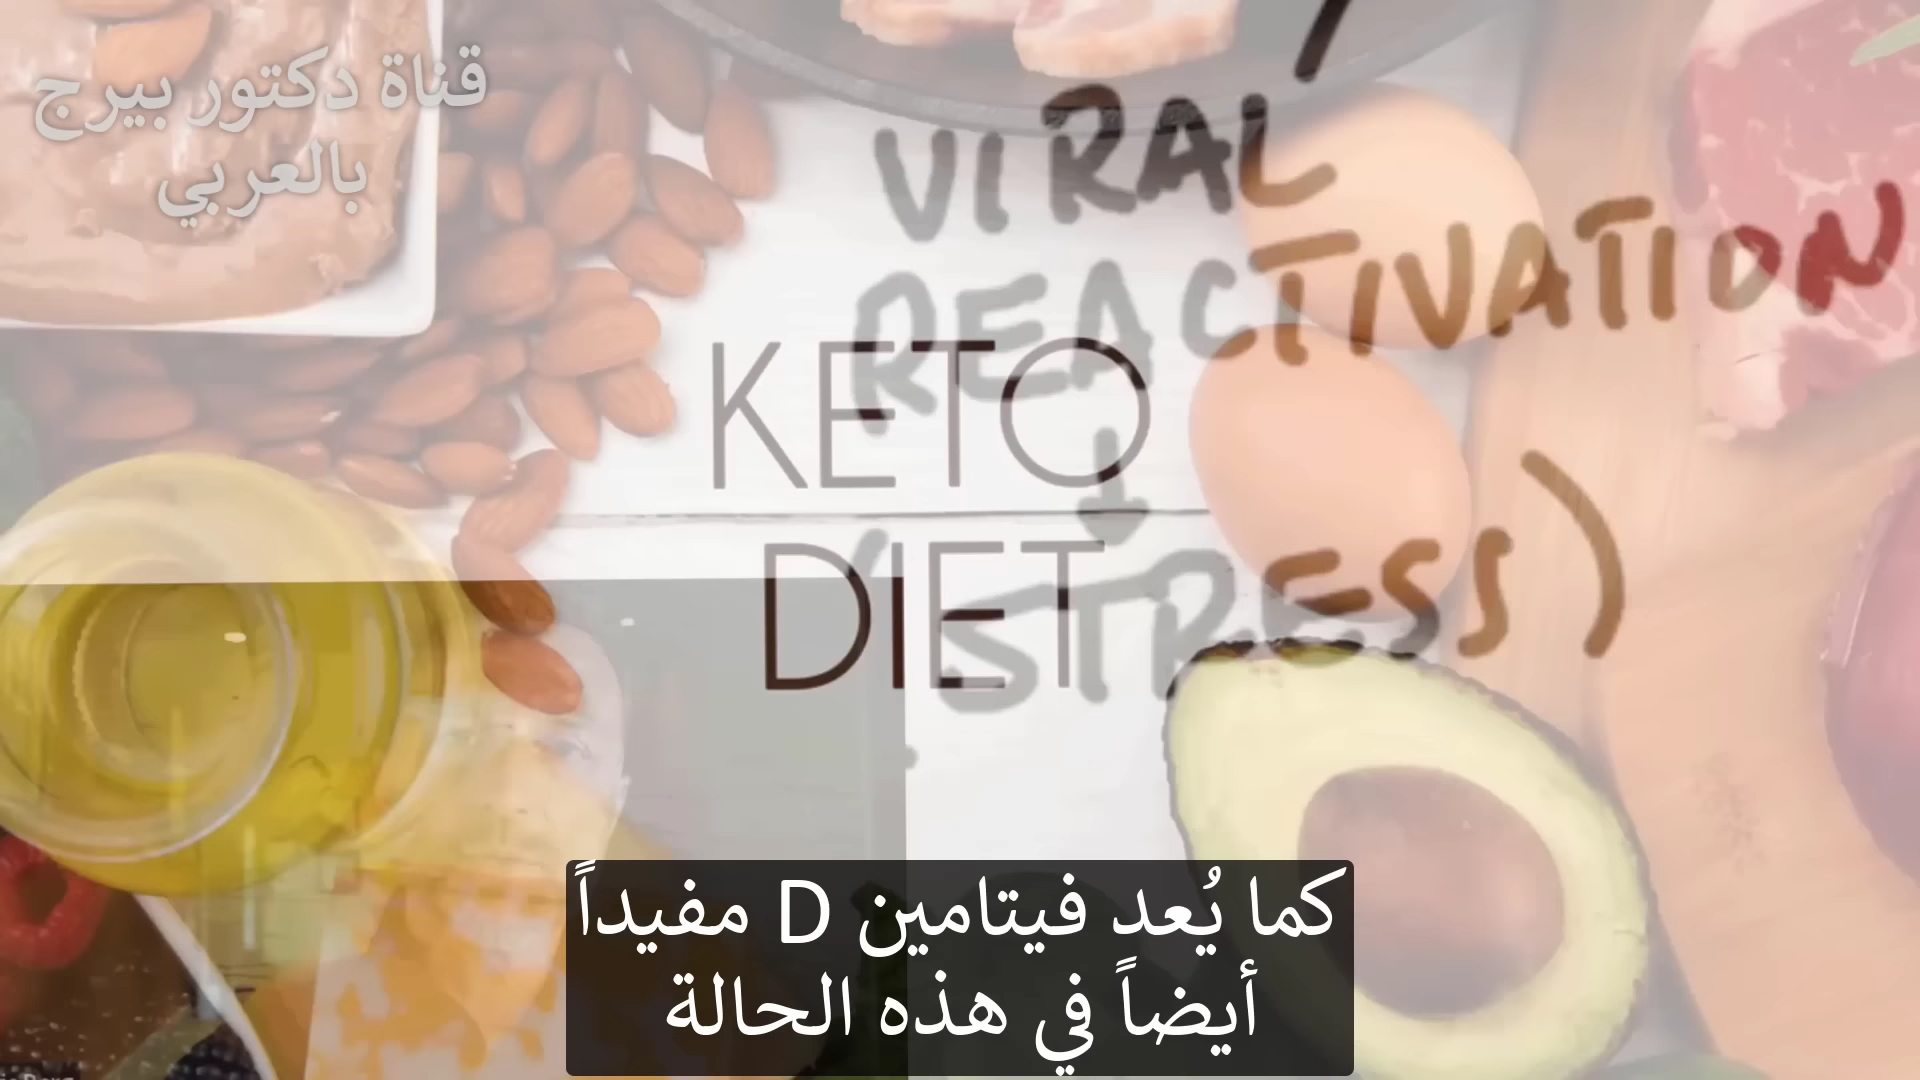 قناة دكتور بيرج
بالعربي
VIRAL
REACTIVATION
STRESS)
KETO
DIET
كما يُعد فيتامين D مفيداً
أيضاً في هذه الحالة